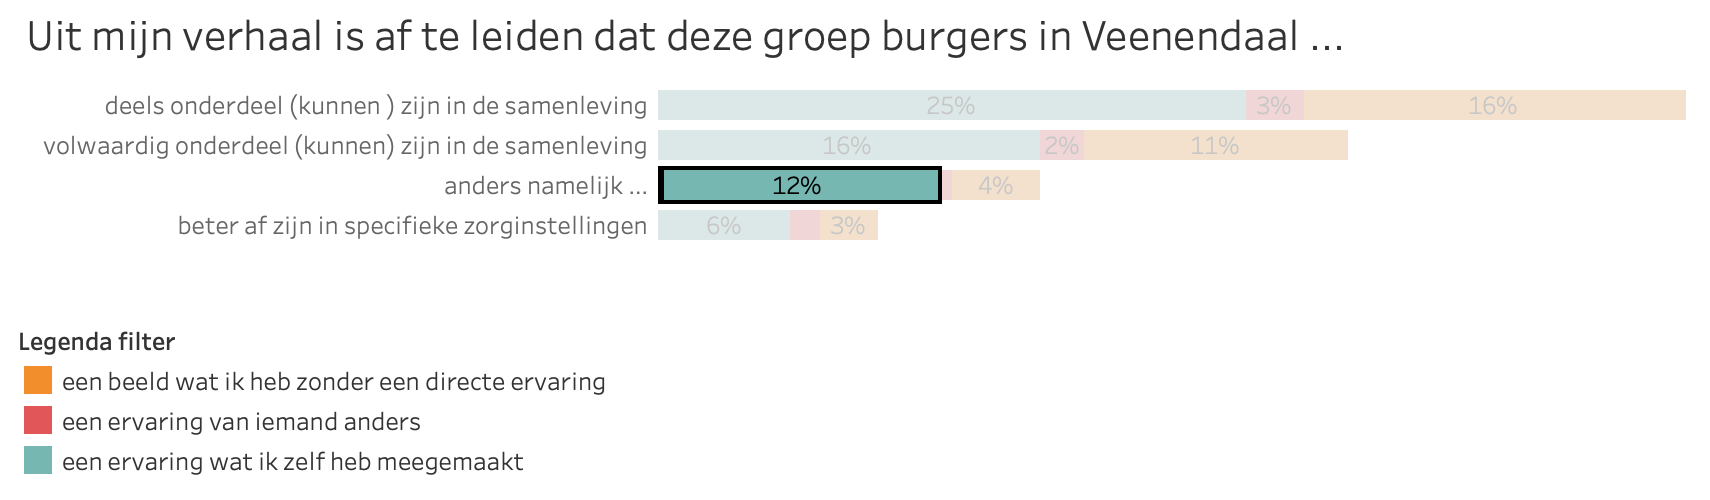 Uit mijn verhaal is af te leiden dat deze groep burgers in Veenendaal ...
deels onderdeel (kunnen ) zijn in de samenleving 25% 3% 16%
volwaardig onderdeel (kunnen) zijn in de samenleving 16% 2% 11%
anders namelijk ... 12% 4%
beter af zijn in specifieke zorginstellingen 6% 3%
Legenda filter
een beeld wat ik heb zonder een directe ervaring
een ervaring van iemand anders
een ervaring wat ik zelf heb meegemaakt